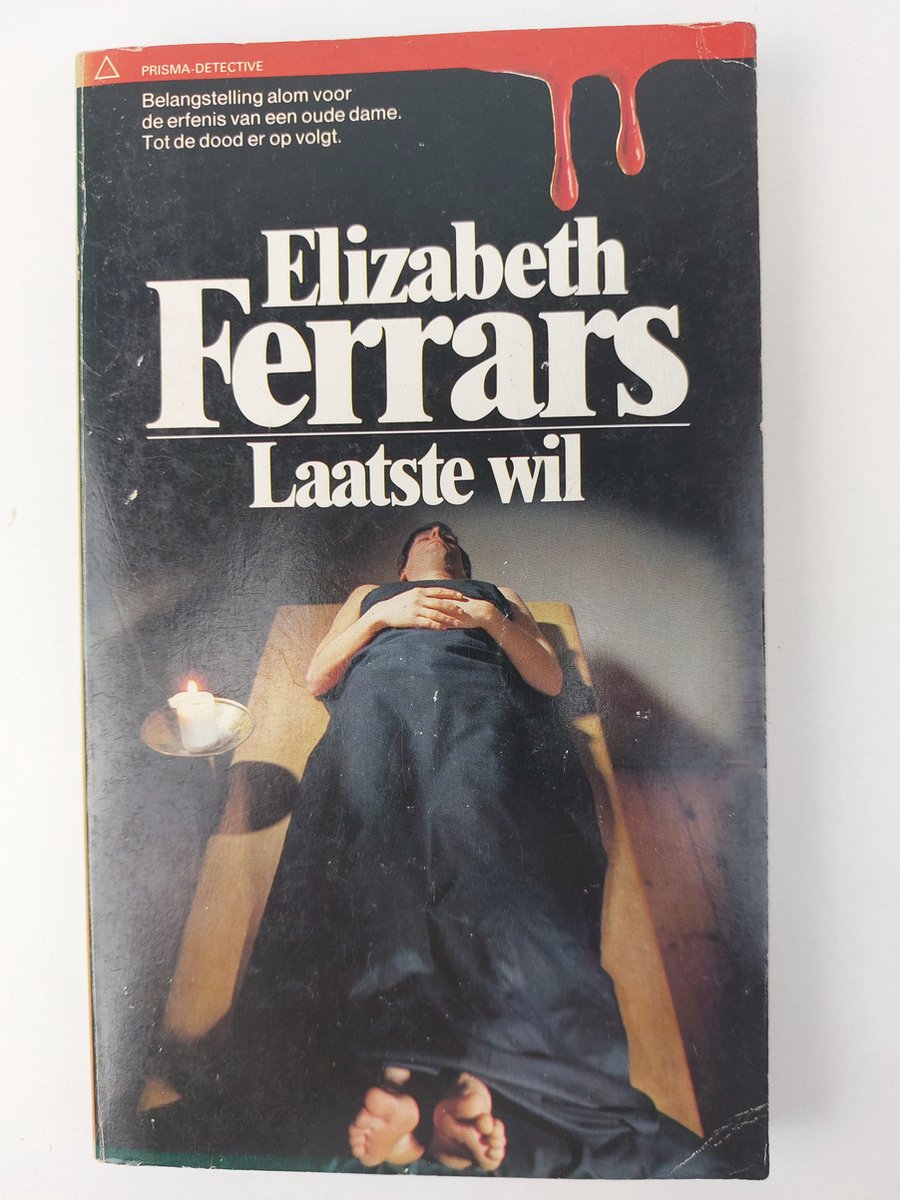 PRISMA-DETECTIVE
Belangstelling alom voor
de erfenis van een oude dame.
Tot de dood er op volgt.
Elizabeth
Ferrars
Laatste wil